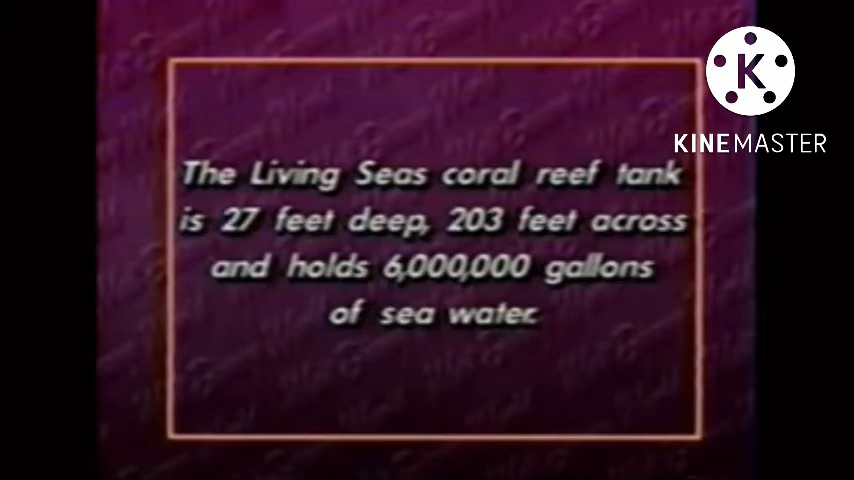 The Living Seas coral reef tank
is 27 feet deep, 203 feet across
and holds 6,000,000 gallons
of sea water.
K
KINEMASTER